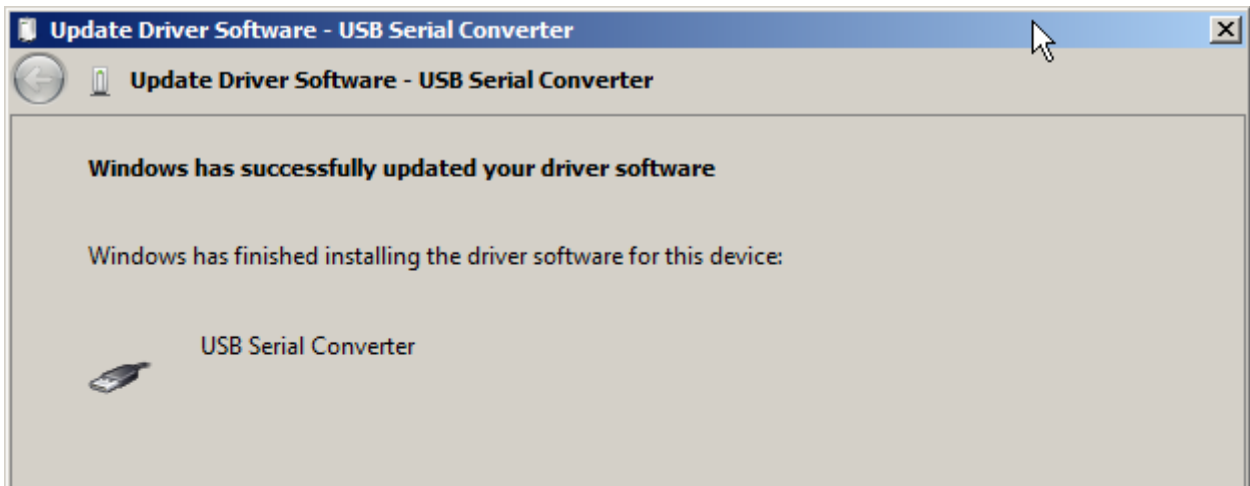 Update Driver Software - USB Serial Converter
Update Driver Software - USB Serial Converter
Windows has successfully updated your driver software
Windows has finished installing the driver software for this device:
USB Serial Converter